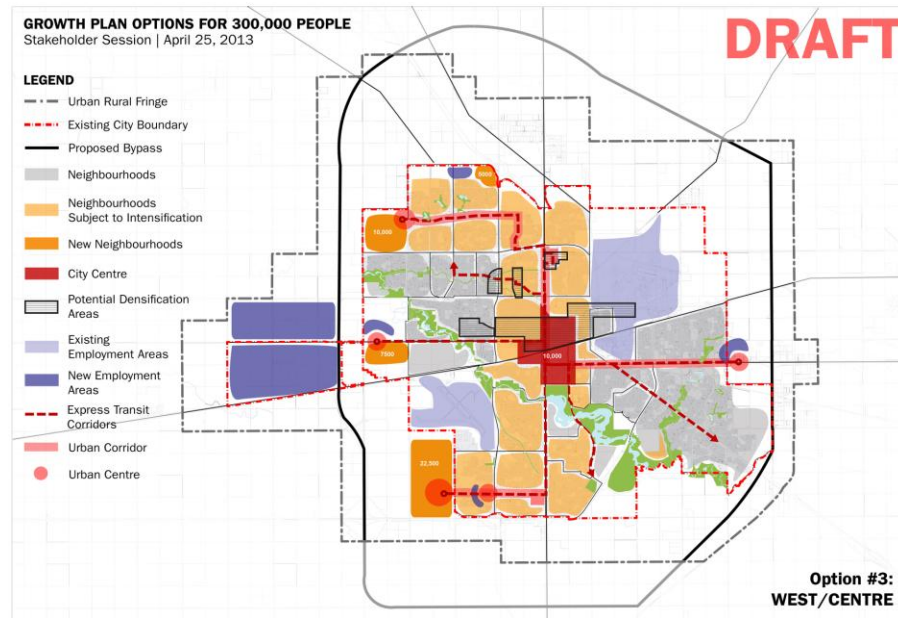 GROWTH PLAN OPTIONS FOR 300,000 PEOPLE
Stakeholder Session | April 25, 2013
DRAFT
LEGEND
Urban Rural Fringe
Existing City Boundary
Proposed Bypass
Neighbourhoods
Neighbourhoods
Subject to Intensification
New Neighbourhoods
City Centre
Potential Densification
Areas
Existing
Employment Areas
New Employment
Areas
Express Transit
Corridors
Urban Corridor
Urban Centre
10,000
7500
10,000
22,000
Option #3:
WEST/CENTRE